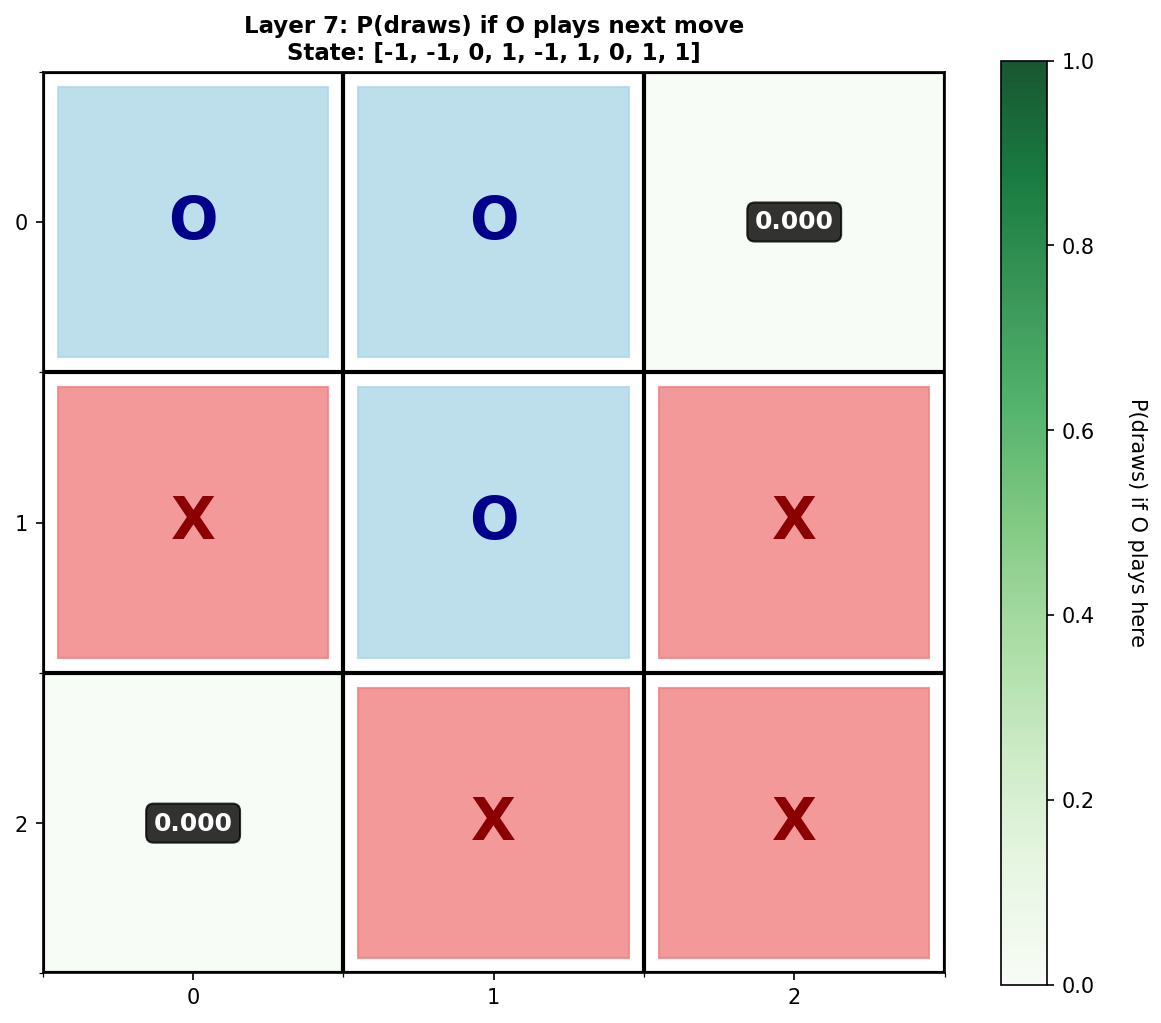 Layer 7: P(draws) if O plays next move
State: [-1, -1, 0, 1, -1, 1, 0, 1, 1]
1.0
0.8
0.6
0.4
0.2
0.0
P(draws) if O plays here
0
O
O
0.000
1
X
O
X
2
0.000
X
X
0
1
2